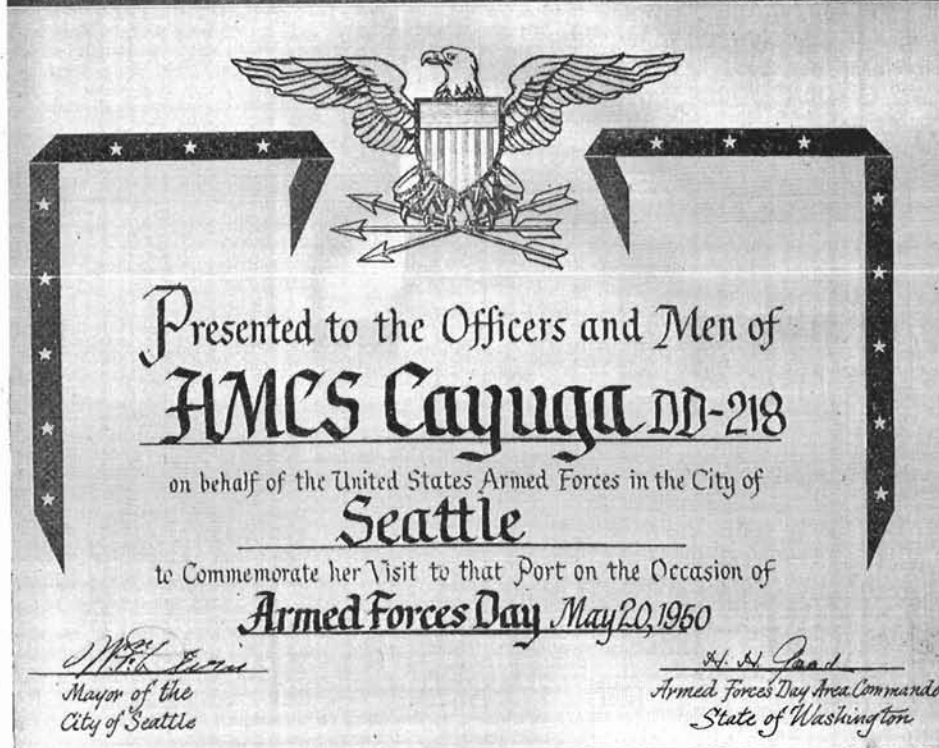 Presented to the Officers and Men of
HMCS Cayuga DD-218
on behalf of the United States Armed Forces in the City of
Seattle
to Commemorate her Visit to that Port on the Occasion of
Armed Forces Day May 20, 1950
H. H.
Mayor of the
City of Seattle
Armed Forces Day Area Commande
State of Washington